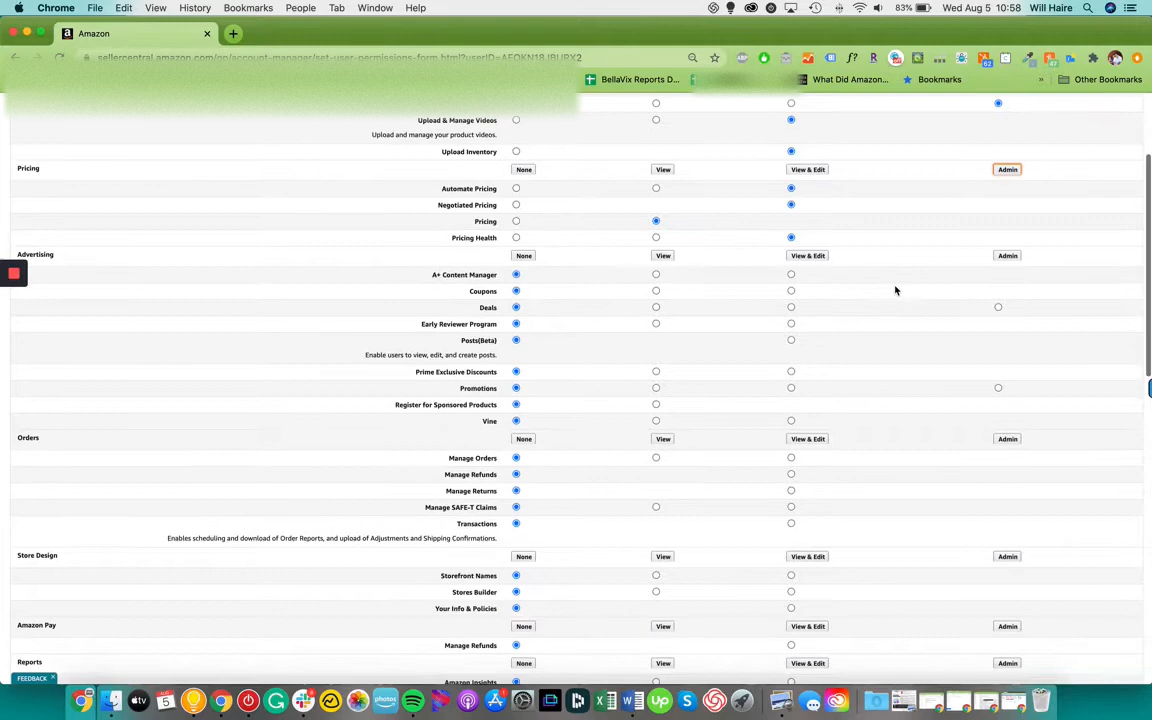 Chrome File Edit View History Bookmarks People Tab Window Help 83% Wed Aug 5 10:58 Will Haire
Amazon
BellaVix Reports D... What Did Amazon... Bookmarks » Other Bookmarks
Upload & Manage Videos
Upload and manage your product videos.
Upload Inventory
Pricing None View View & Edit Admin
Automate Pricing
Negotiated Pricing
Pricing
Pricing Health
Advertising None View View & Edit Admin
A+ Content Manager
Coupons
Deals
Early Reviewer Program
Posts(Beta)
Enable users to view, edit, and create posts.
Prime Exclusive Discounts
Promotions
Register for Sponsored Products
Vine
Orders None View View & Edit Admin
Manage Orders
Manage Refunds
Manage Returns
Manage SAFE-T Claims
Transactions
Enables scheduling and download of Order Reports, and upload of Adjustments and Shipping Confirmations.
Store Design None View View & Edit Admin
Storefront Names
Stores Builder
Your Info & Policies
Amazon Pay None View View & Edit Admin
Manage Refunds
Reports None View View & Edit Admin
Amazon Insights
FEEDBACK